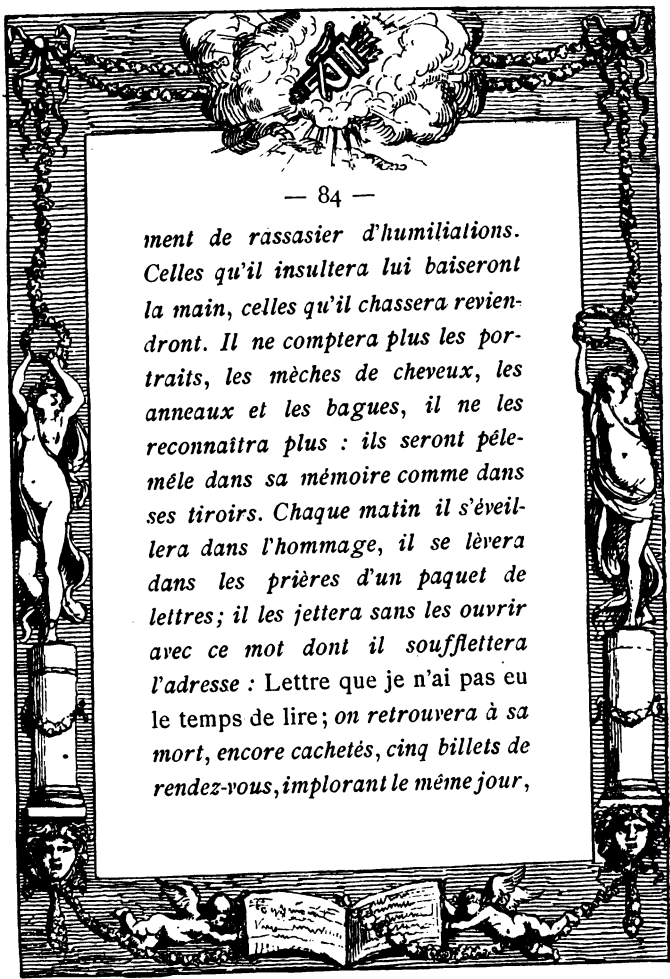 — 84 —
ment de rassasier d'humiliations.
Celles qu'il insultera lui baiseront
la main, celles qu'il chassera revien-
dront. Il ne comptera plus les por-
traits, les mèches de cheveux, les
anneaux et les bagues, il ne les
reconnaîtra plus : ils seront pêle-
mêle dans sa mémoire comme dans
ses tiroirs. Chaque matin il s'éveil-
lera dans l'hommage, il se lèvera
dans les prières d'un paquet de
lettres; il les jettera sans les ouvrir
avec ce mot dont il souffletterа
l'adresse : Lettre que je n'ai pas eu
le temps de lire; on retrouvera à sa
mort, encore cachetés, cinq billets de
rendez-vous, implorant le même jour,